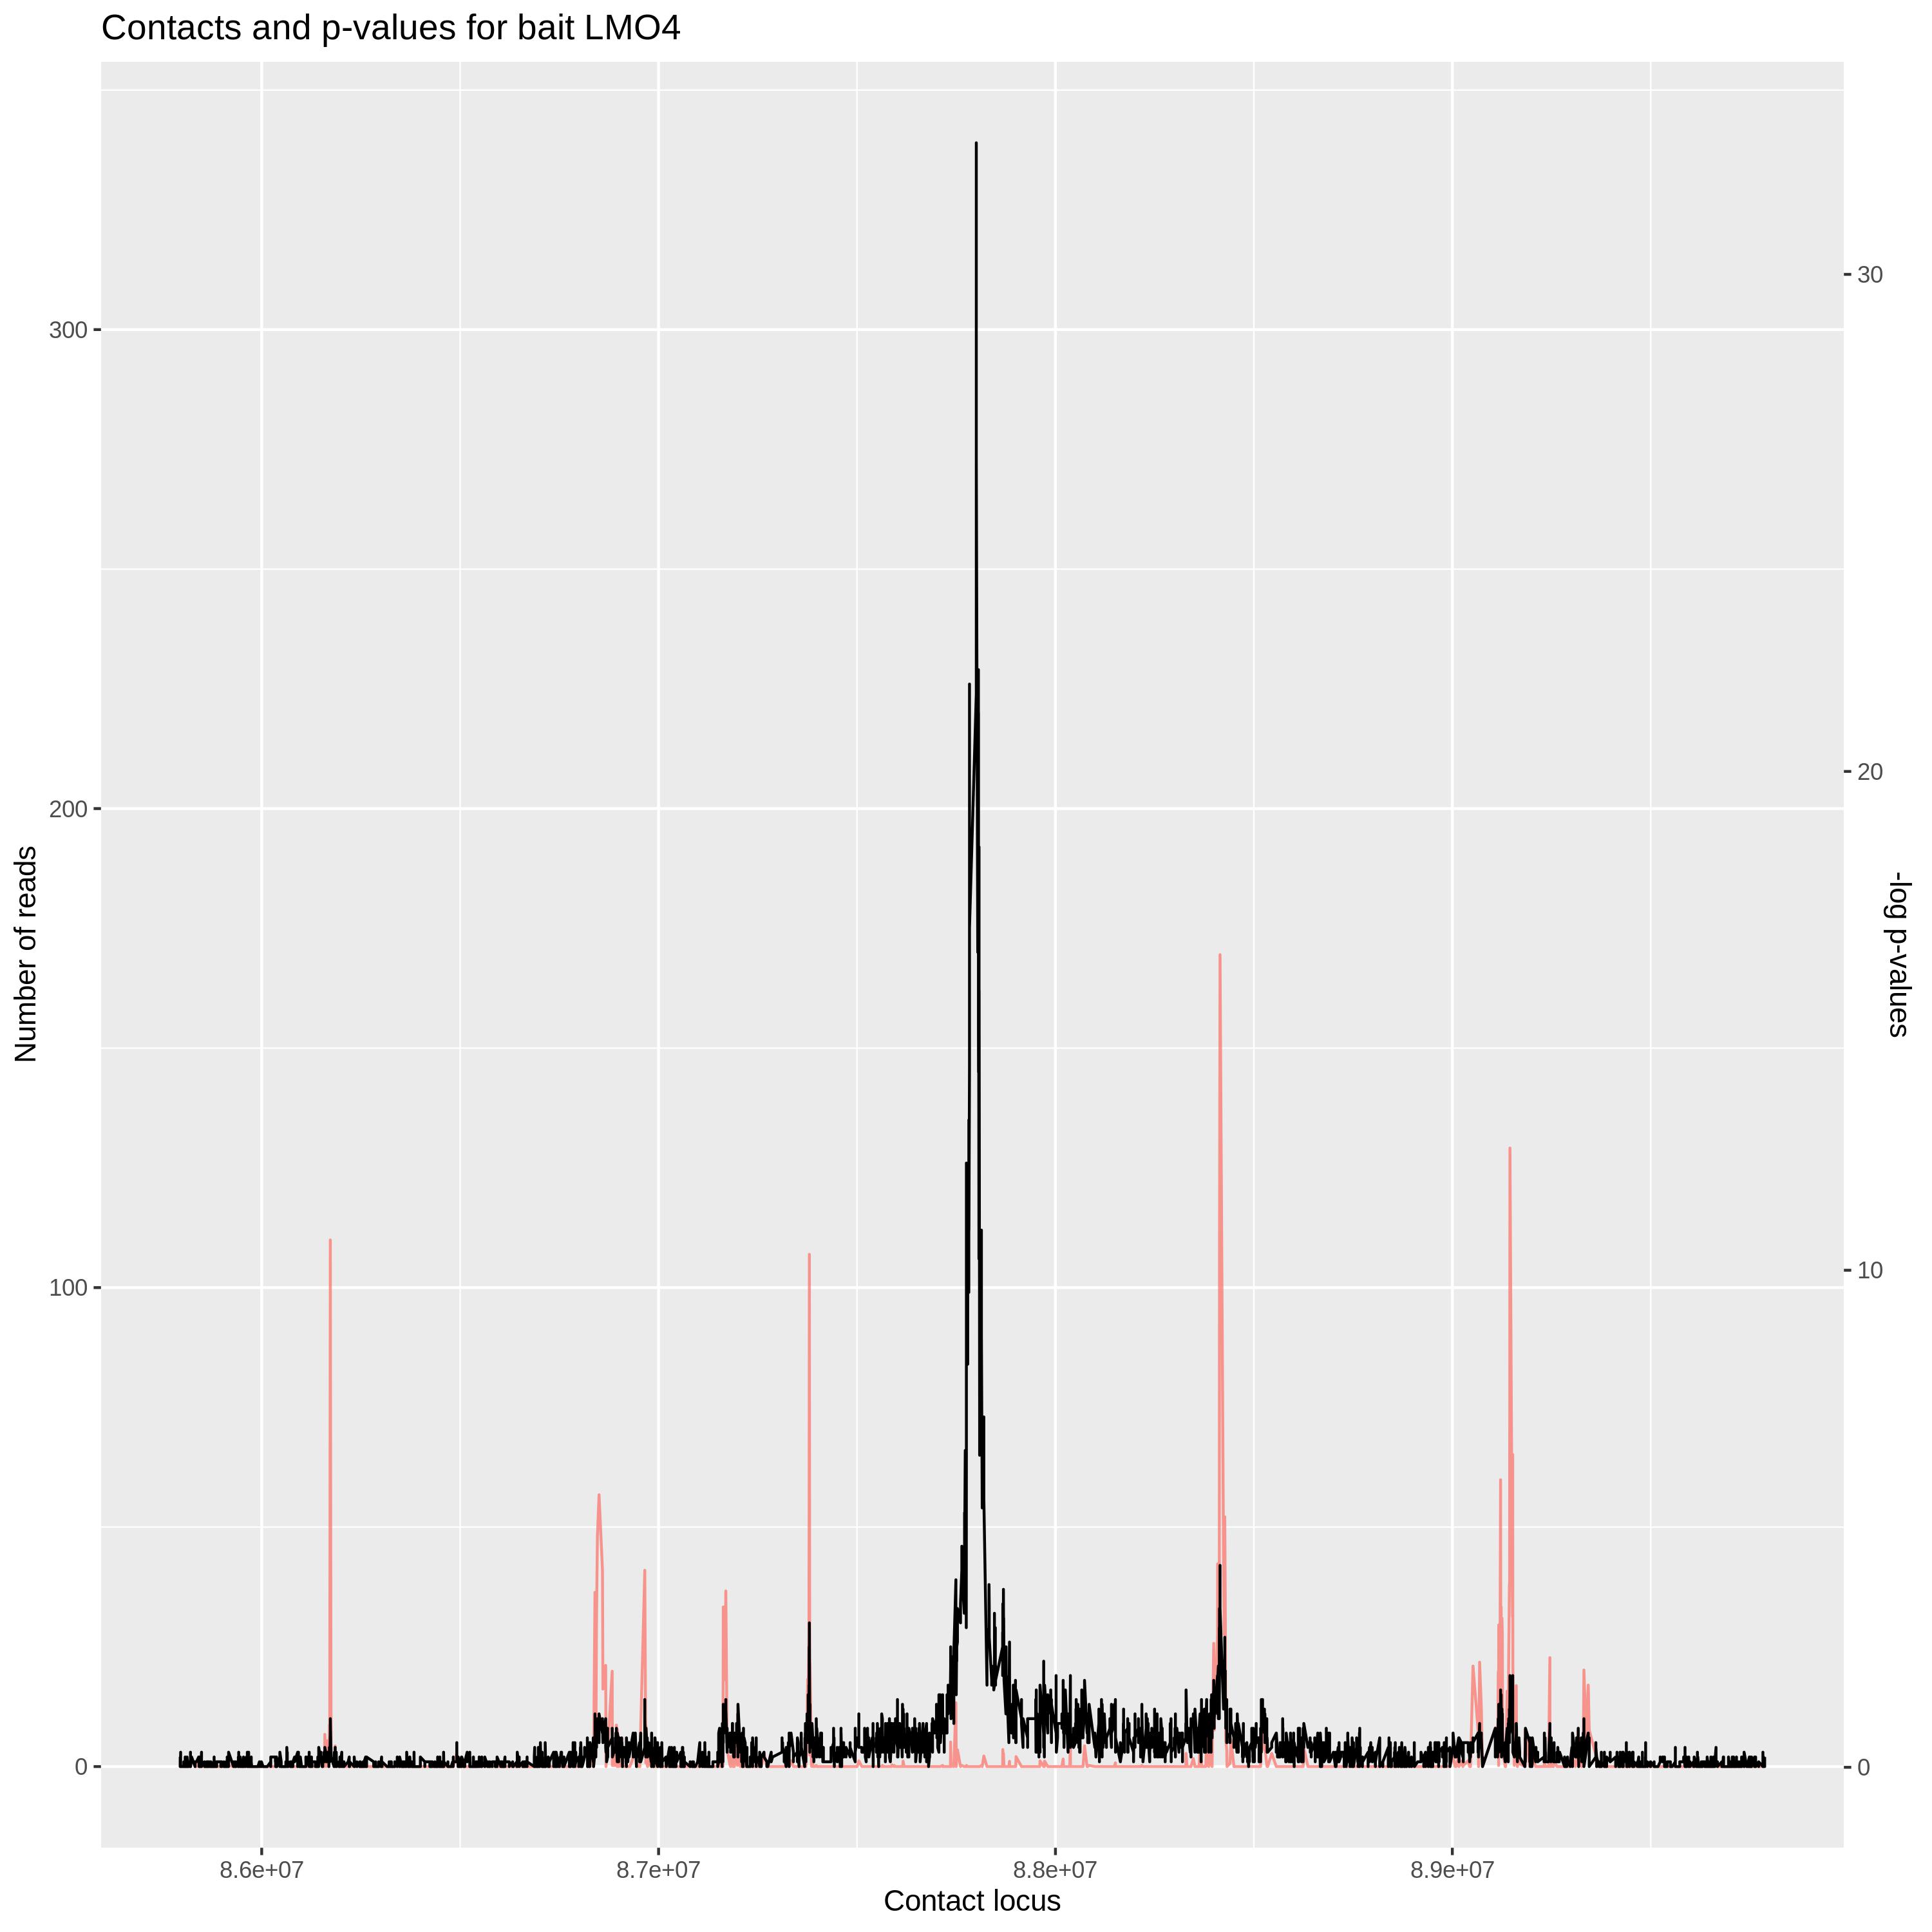 Contacts and p-values for bait LMO4
Number of reads
300
200
100
0
30
20
10
0
-log p-values
8.6e+07
8.7e+07
8.8e+07
8.9e+07
Contact locus